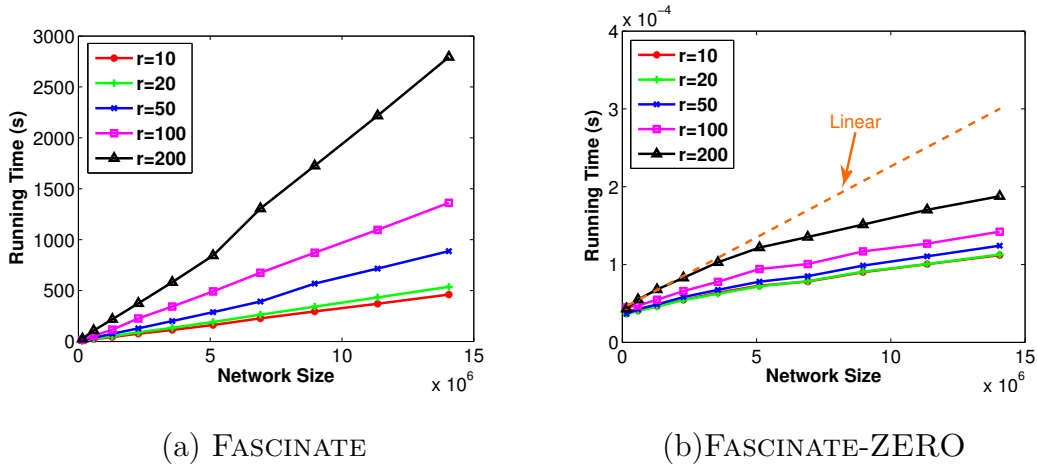 3000
2500
2000
1500
1000
500
0
Running Time (s)
r=10
r=20
r=50
r=100
r=200
0
5
10
15
Network Size
x 10^6
(a) FASCINATE
x 10^-4
4
3
2
1
0
Running Time (s)
r=10
r=20
r=50
r=100
r=200
Linear
0
5
10
15
Network Size
x 10^6
(b)FASCINATE-ZERO